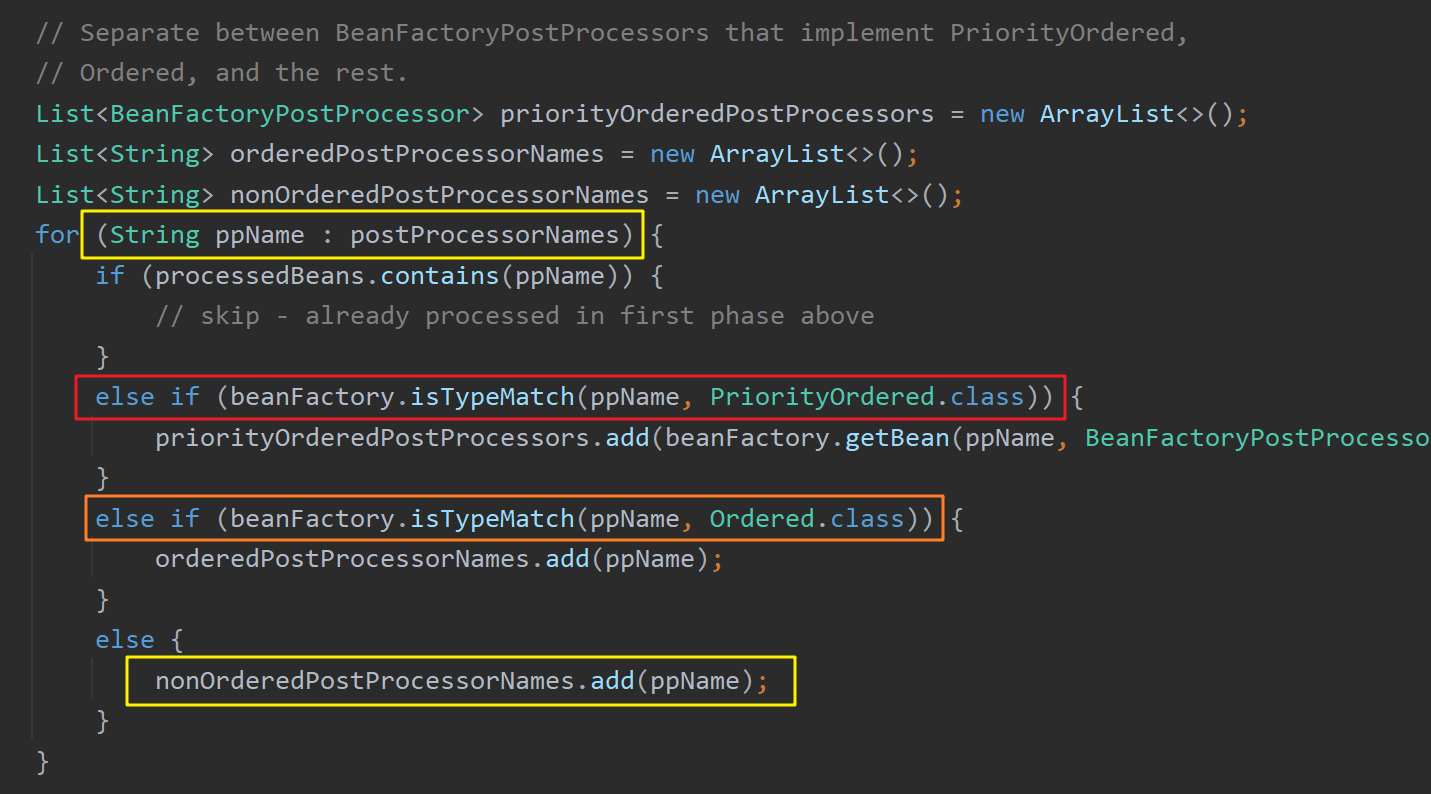 // Separate between BeanFactoryPostProcessors that implement PriorityOrdered,
// Ordered, and the rest.
List<BeanFactoryPostProcessor> priorityOrderedPostProcessors = new ArrayList<>();
List<String> orderedPostProcessorNames = new ArrayList<>();
List<String> nonOrderedPostProcessorNames = new ArrayList<>();
for (String ppName : postProcessorNames) {
    if (processedBeans.contains(ppName)) {
        // skip - already processed in first phase above
    }
    else if (beanFactory.isTypeMatch(ppName, PriorityOrdered.class)) {
        priorityOrderedPostProcessors.add(beanFactory.getBean(ppName, BeanFactoryPostProcesso
    }
    else if (beanFactory.isTypeMatch(ppName, Ordered.class)) {
        orderedPostProcessorNames.add(ppName);
    }
    else {
        nonOrderedPostProcessorNames.add(ppName);
    }
}